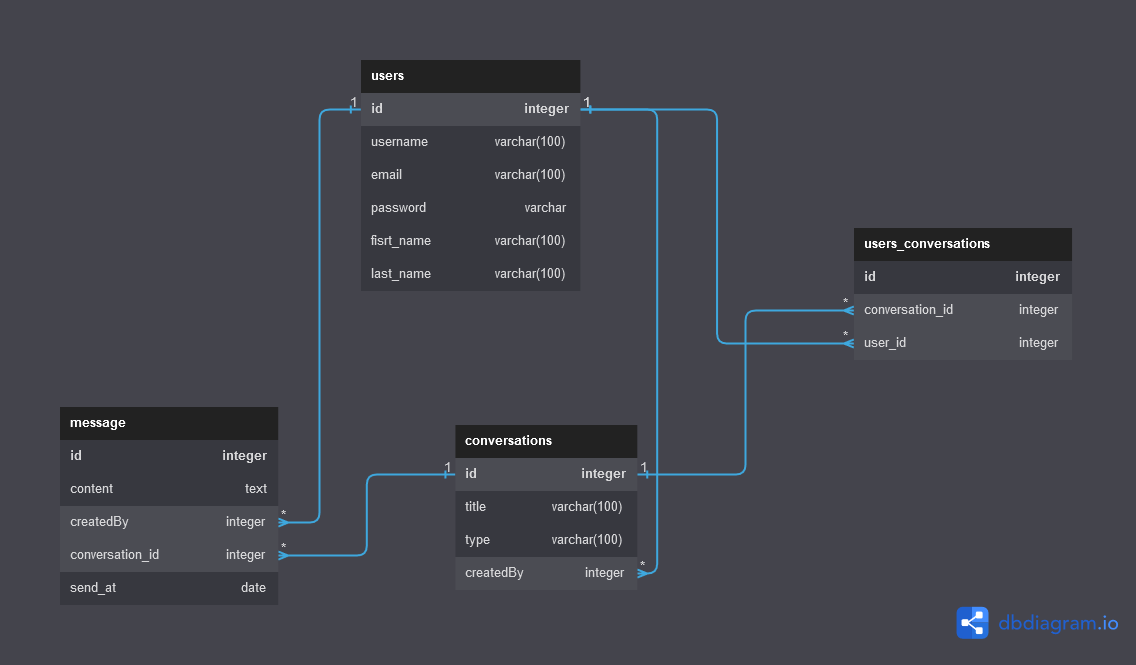 users
1 id integer 1
username varchar(100)
email varchar(100)
password varchar
fisrt_name varchar(100)
last_name varchar(100)
users_conversations
id integer
* conversation_id integer
* user_id integer
message
id integer
content text
createdBy integer *
conversation_id integer *
send_at date
conversations
1 id integer 1
title varchar(100)
type varchar(100)
createdBy integer *
dbdiagram.io